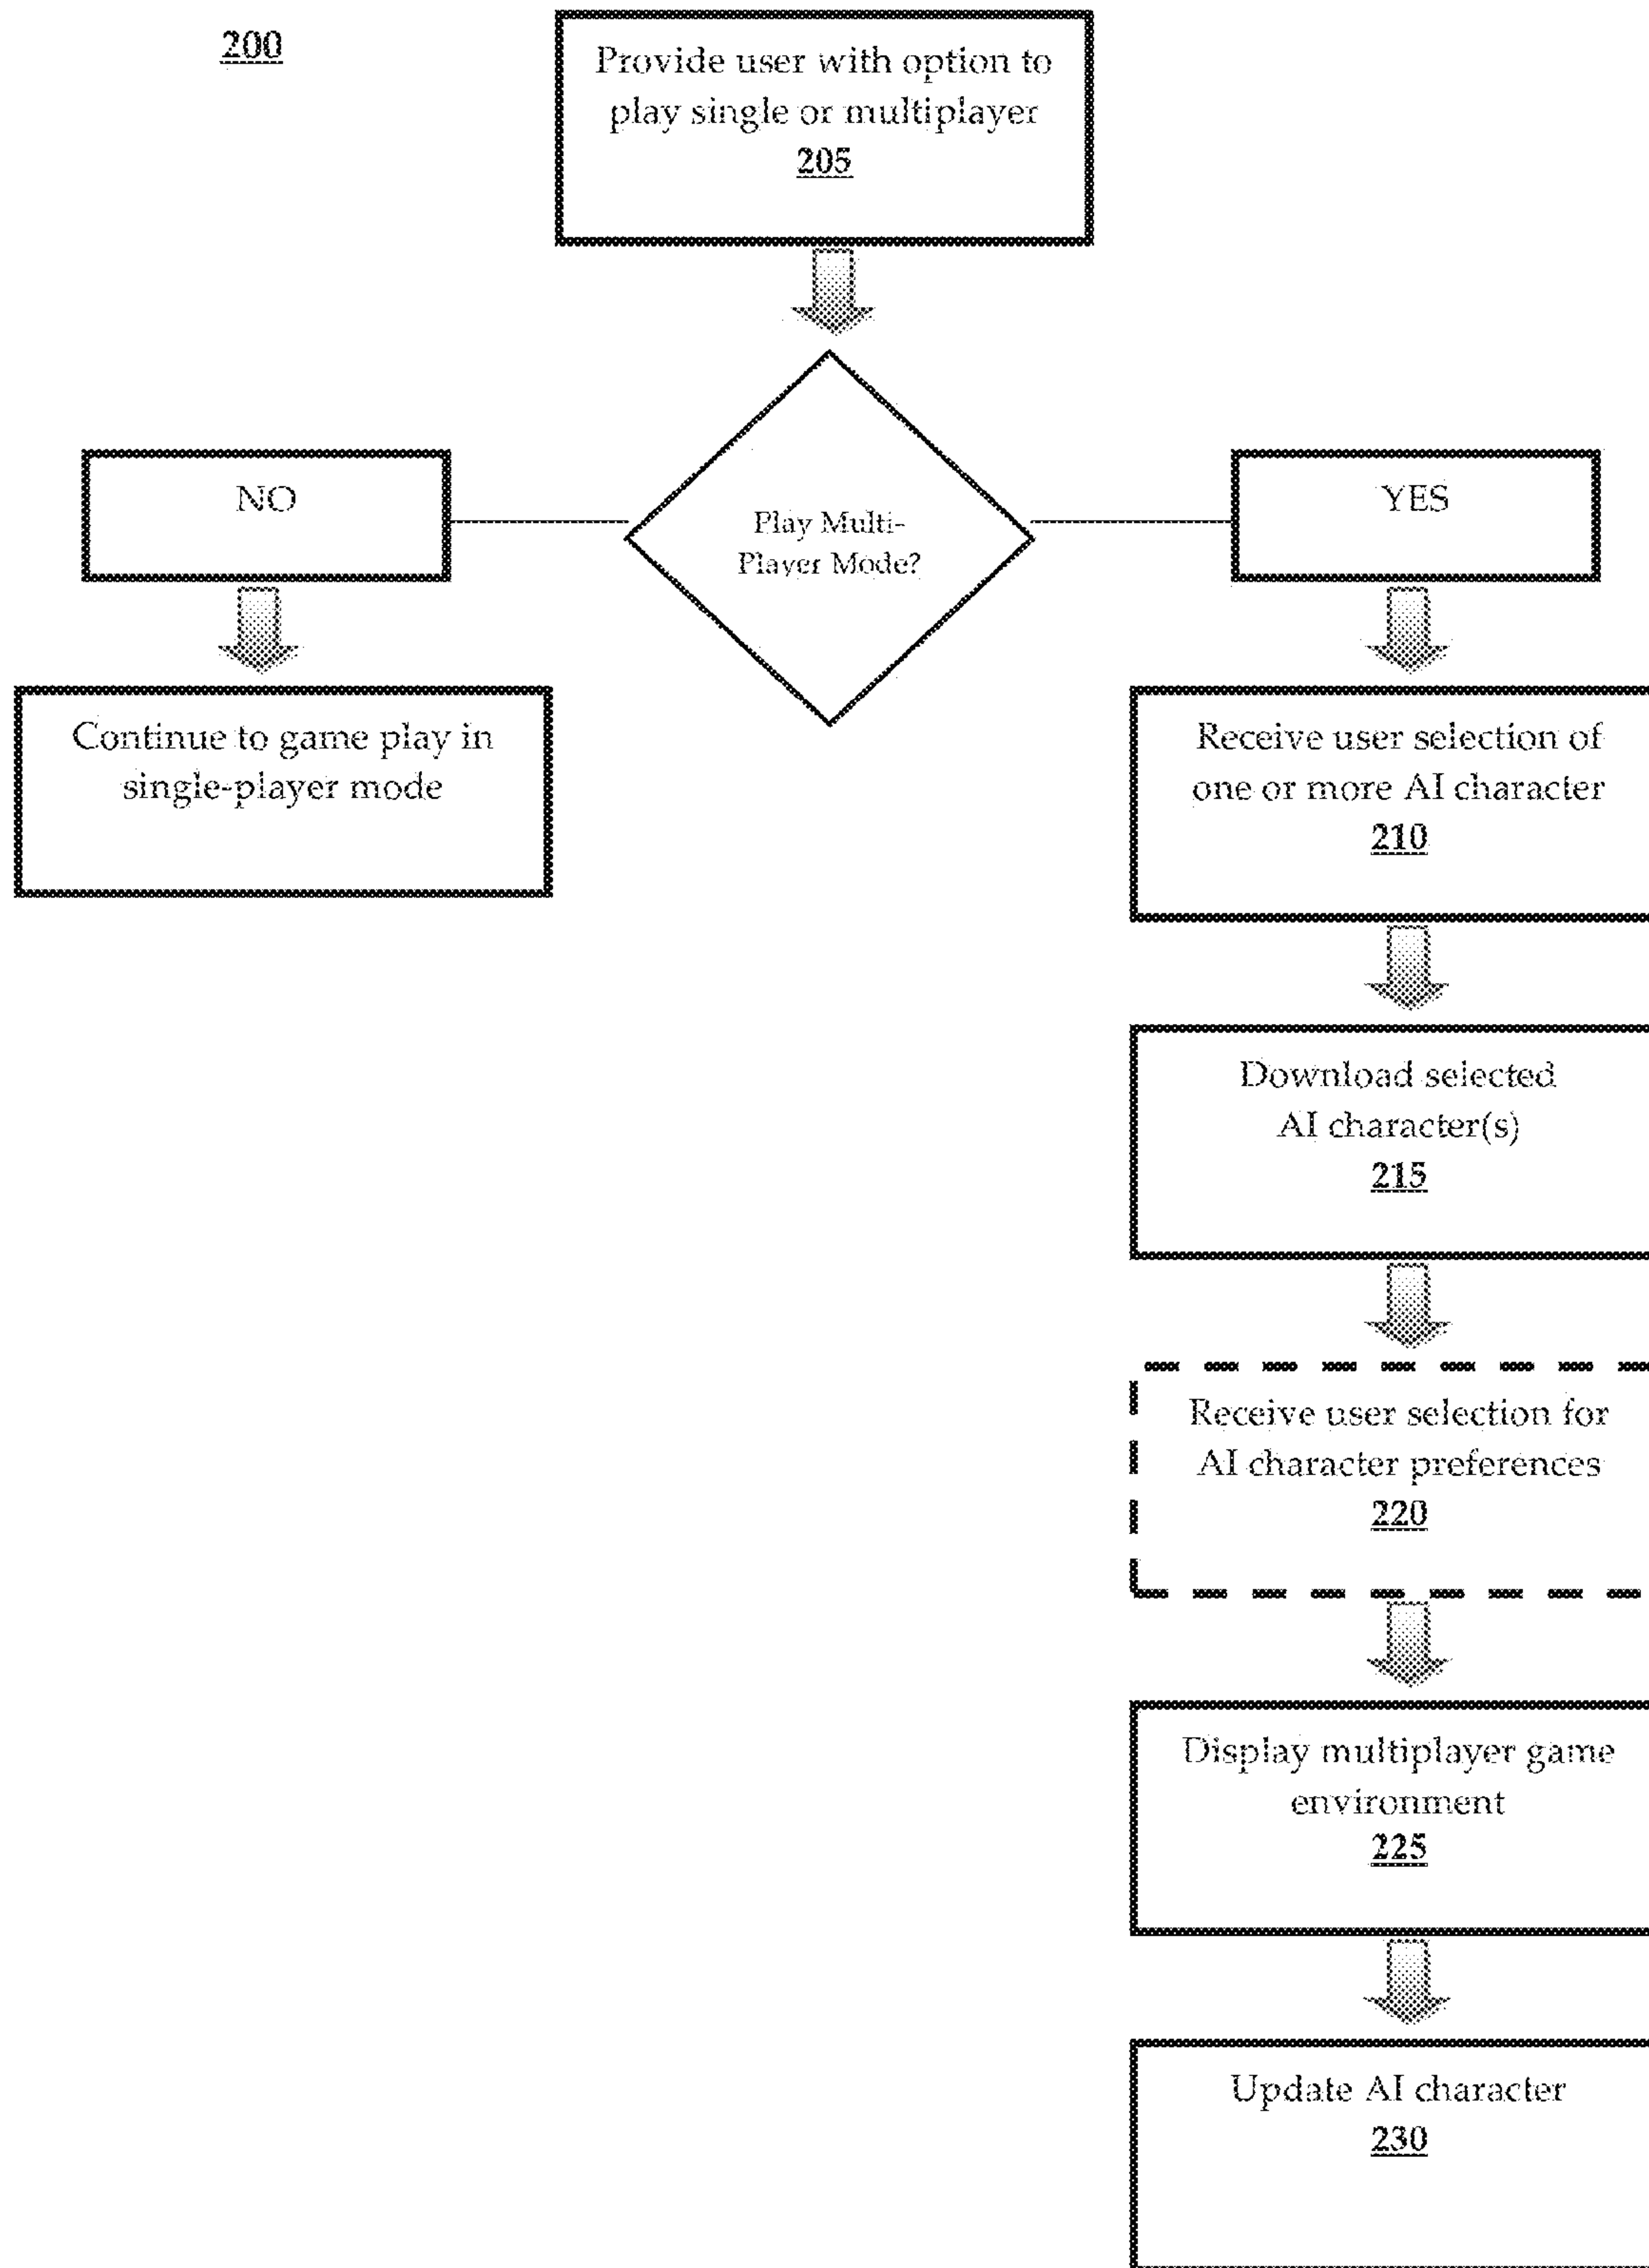 200
Provide user with option to
play single or multiplayer
205
NO
Play Multi-
Player Mode?
YES
Continue to game play in
single-player mode
Receive user selection of
one or more AI character
210
Download selected
AI character(s)
215
Receive user selection for
AI character preferences
220
Display multiplayer game
environment
225
Update AI character
230